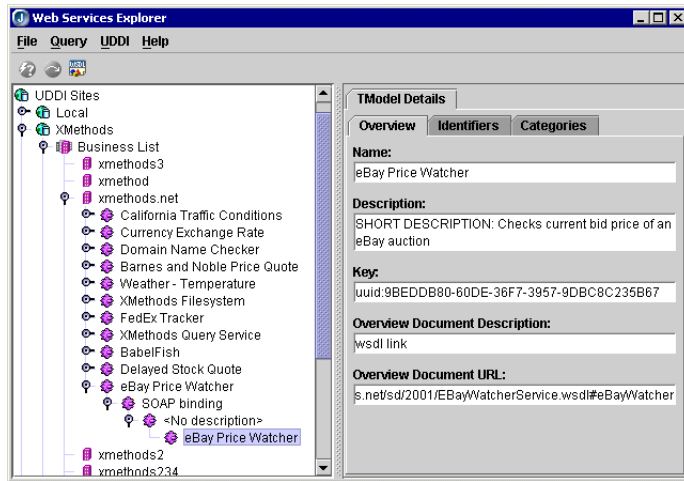 Web Services Explorer
File Query UDDI Help
WSDL
UDDI Sites
Local
XMethods
Business List
xmethods3
xmethod
xmethods.net
California Traffic Conditions
Currency Exchange Rate
Domain Name Checker
Barnes and Noble Price Quote
Weather - Temperature
XMethods Filesystem
FedEx Tracker
XMethods Query Service
BabelFish
Delayed Stock Quote
eBay Price Watcher
SOAP binding
<No description>
eBay Price Watcher
xmethods2
xmethods234
TModel Details
Overview Identifiers Categories
Name:
eBay Price Watcher
Description:
SHORT DESCRIPTION: Checks current bid price of an
eBay auction
Key:
uuid:9BEDDB80-60DE-36F7-3957-9DBC8C235B67
Overview Document Description:
wsdl link
Overview Document URL:
s.net/sd/2001/EBayWatcherService.wsdl#eBayWatcher